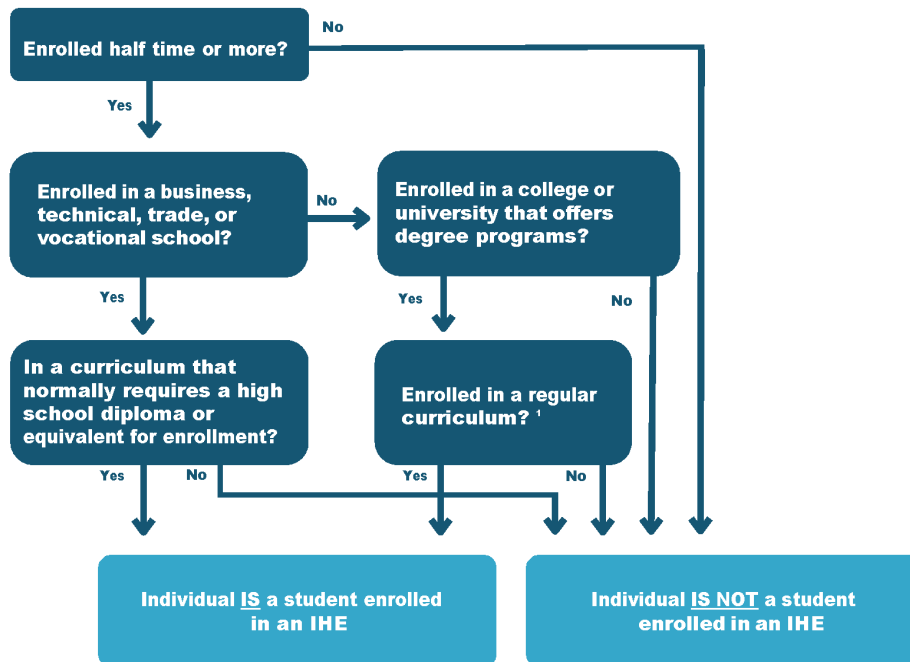 Enrolled half time or more?
No
Yes
Enrolled in a business,
technical, trade, or
vocational school?
No
Enrolled in a college or
university that offers
degree programs?
Yes
Yes
No
In a curriculum that
normally requires a high
school diploma or
equivalent for enrollment?
Enrolled in a regular
curriculum? ¹
Yes
No
Yes
No
Individual IS a student enrolled
in an IHE
Individual IS NOT a student
enrolled in an IHE